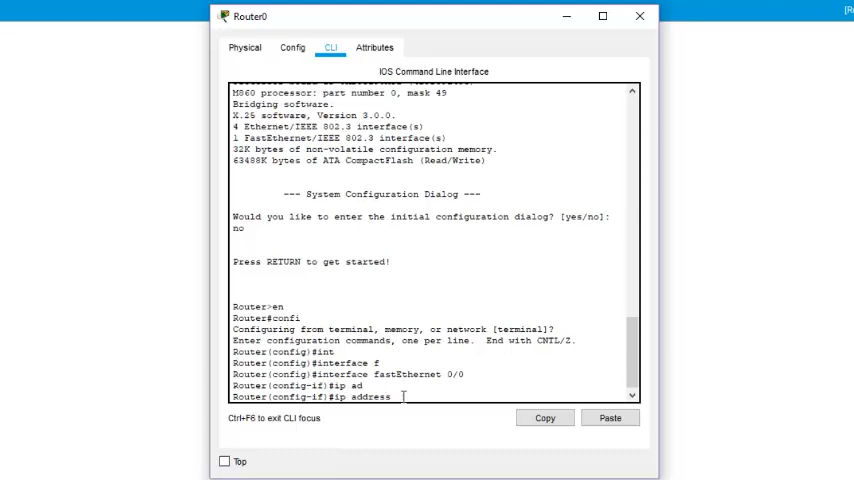 [R
Router0
Physical Config CLI Attributes
IOS Command Line Interface
M860 processor: part number 0, mask 49
Bridging software.
X.25 software, Version 3.0.0.
4 Ethernet/IEEE 802.3 interface(s)
1 FastEthernet/IEEE 802.3 interface(s)
32K bytes of non-volatile configuration memory.
63488K bytes of ATA CompactFlash (Read/Write)
--- System Configuration Dialog ---
Would you like to enter the initial configuration dialog? [yes/no]:
no
Press RETURN to get started!
Router>en
Router#confi
Configuring from terminal, memory, or network [terminal]?
Enter configuration commands, one per line. End with CNTL/Z.
Router(config)#int
Router(config)#interface f
Router(config)#interface fastEthernet 0/0
Router(config-if)#ip ad
Router(config-if)#ip address
Ctrl+F6 to exit CLI focus
Copy Paste
Top